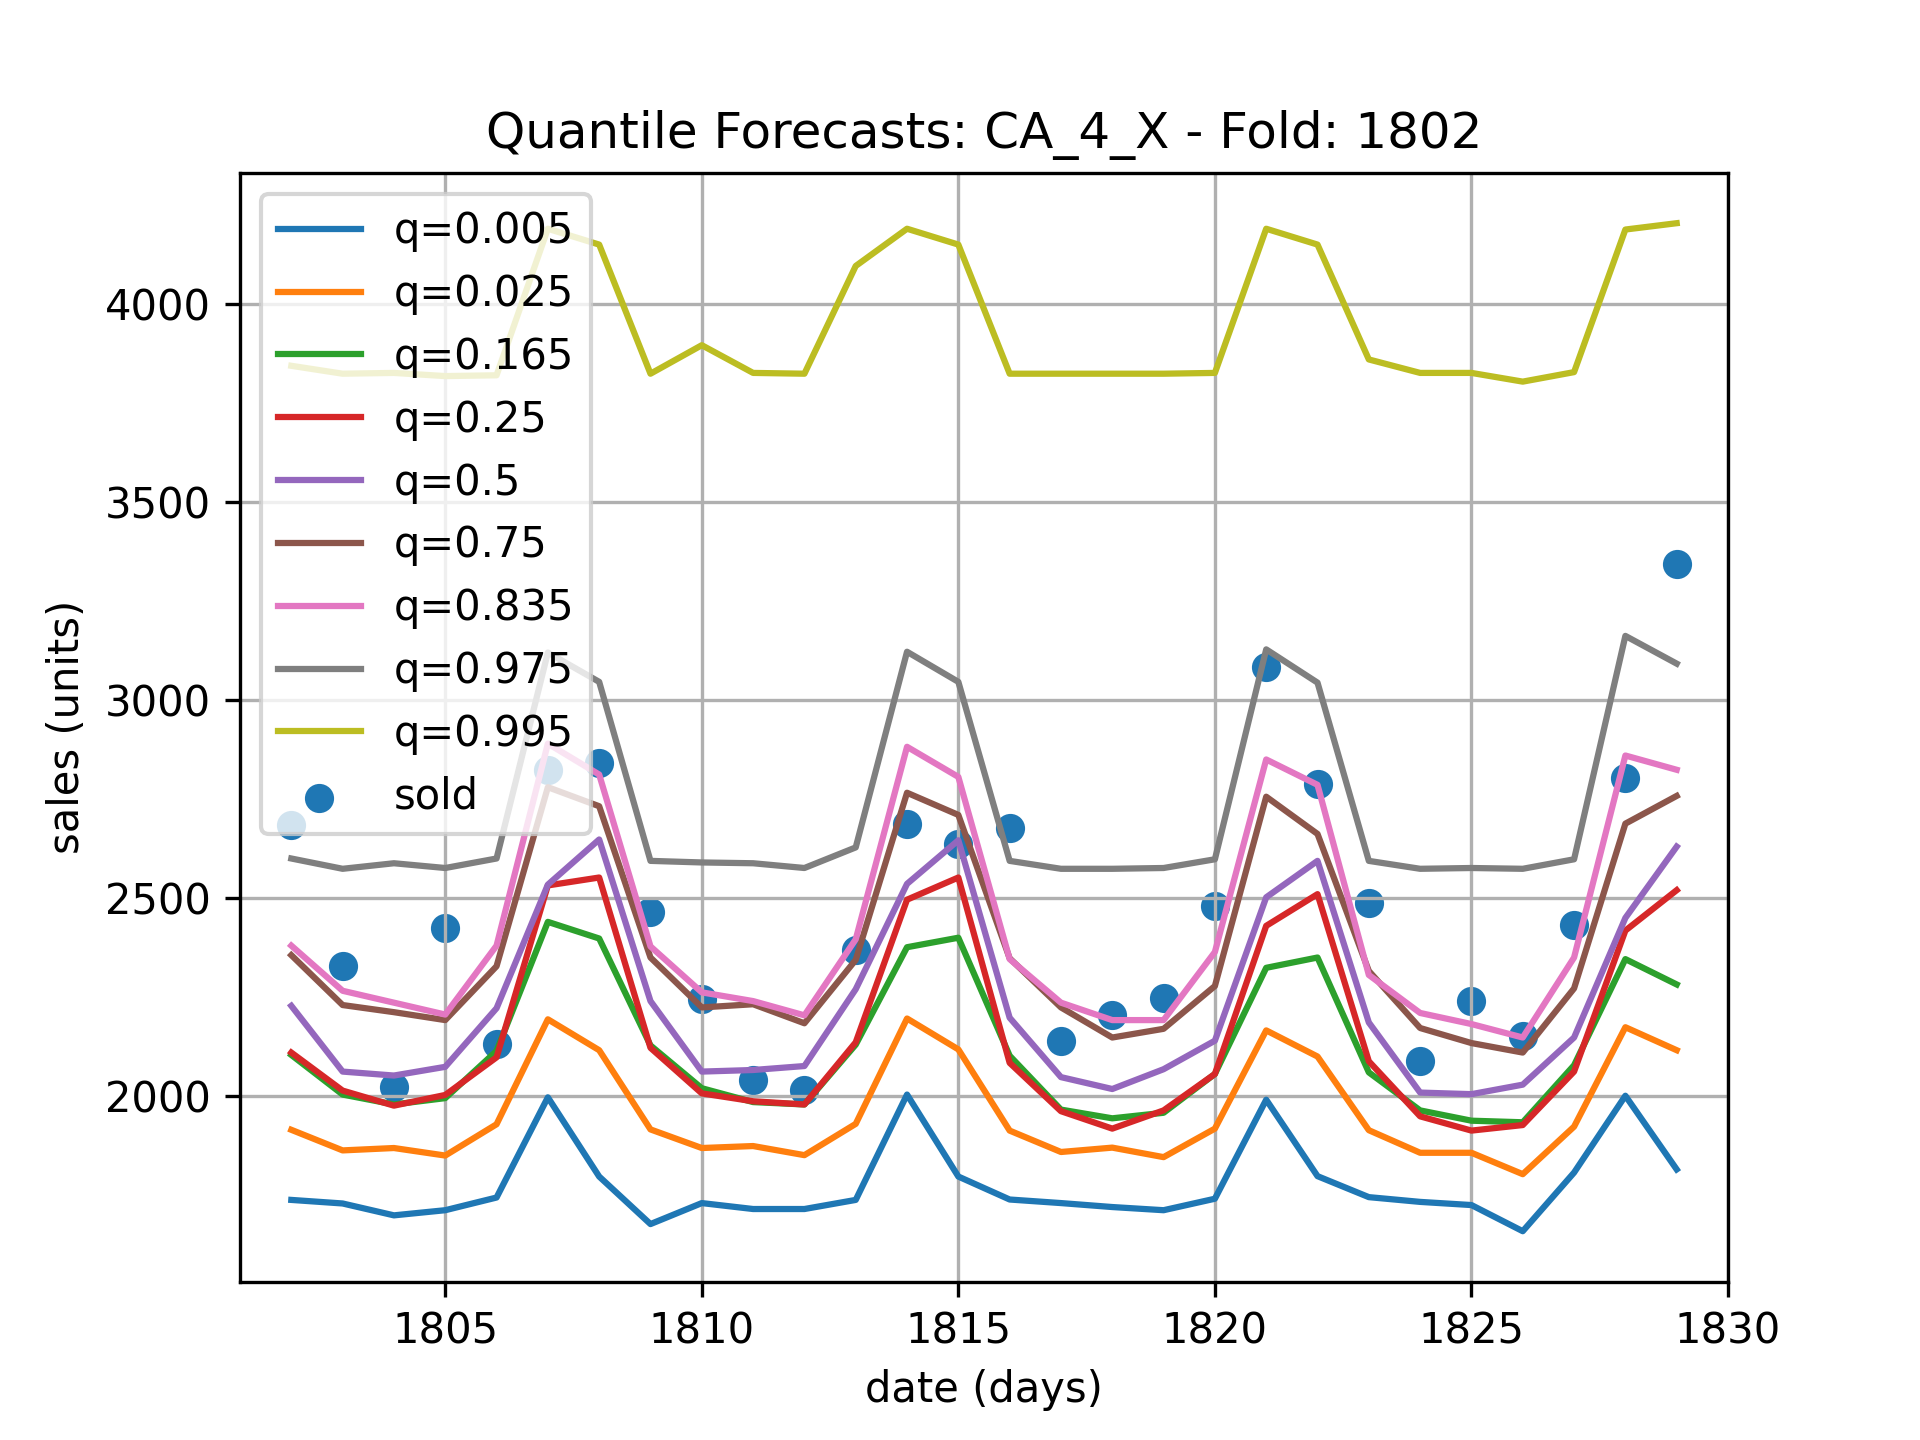 Quantile Forecasts: CA_4_X - Fold: 1802
q=0.005
q=0.025
q=0.165
q=0.25
q=0.5
q=0.75
q=0.835
q=0.975
q=0.995
sold
4000
3500
3000
2500
2000
sales (units)
1805 1810 1815 1820 1825 1830
date (days)